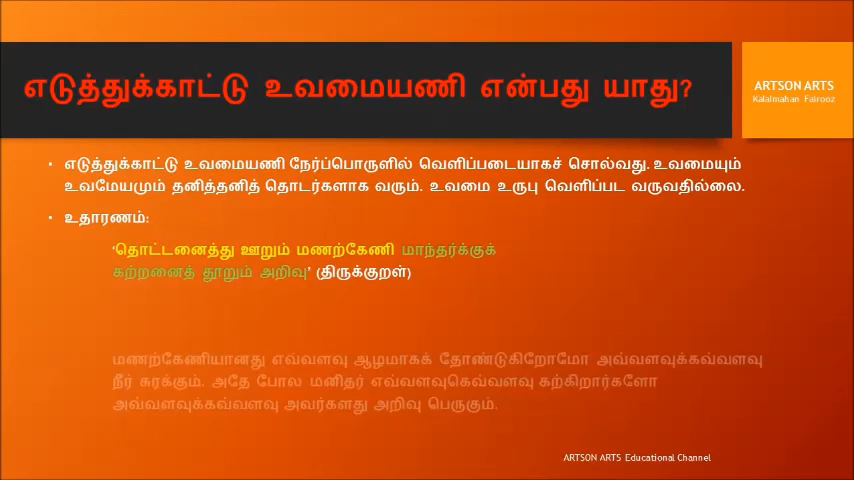 எடுத்துக்காட்டு உவமையணி என்பது யாது?
ARTSON ARTS
Kalaimahan Fairooz
• எடுத்துக்காட்டு உவமையணி நேர்ப்பொருளில் வெளிப்படையாகச் சொல்வது. உவமையும்
உவமேயமும் தனித்தனித் தொடர்களாக வரும். உவமை உருபு வெளிப்பட வருவதில்லை.
• உதாரணம்:
‘தொட்டனைத்து ஊறும் மணற்கேணி மாந்தர்க்குக்
கற்றனைத் தூறும் அறிவு’ (திருக்குறள்)
மணற்கேணியானது எவ்வளவு ஆழமாகக் தோண்டுகிறோமோ அவ்வளவுக்கவ்வளவு
நீர் சுரக்கும். அதே போல மனிதர் எவ்வளவுகெவ்வளவு கற்கிறார்களோ
அவ்வளவுக்கவ்வளவு அவர்களது அறிவு பெருகும்.
ARTSON ARTS Educational Channel